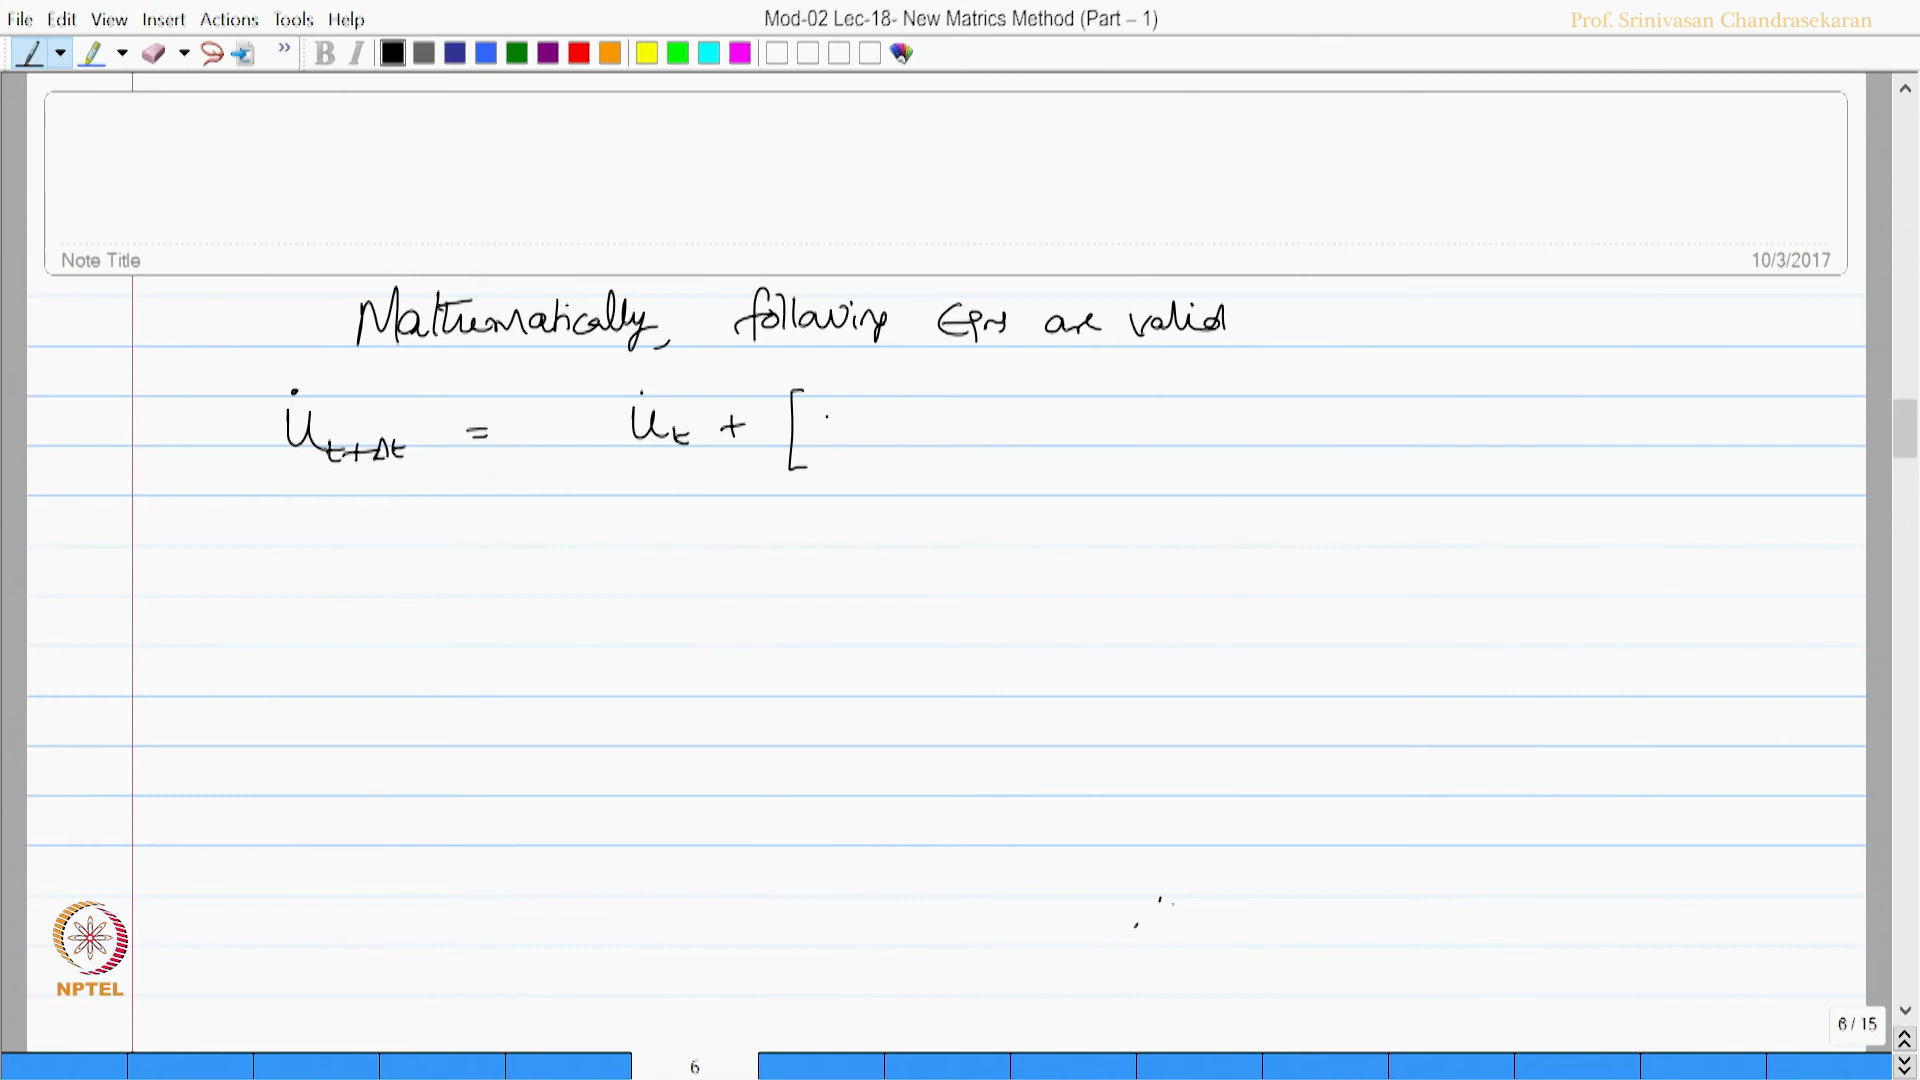 File Edit View Insert Actions Tools Help
Mod-02 Lec-18- New Matrics Method (Part – 1)
Prof. Srinivasan Chandrasekaran
B I
Note Title
10/3/2017
Mathematically, following Eqns are valid
u̇ t+Δt = u̇ t + [
NPTEL
6 / 15
6